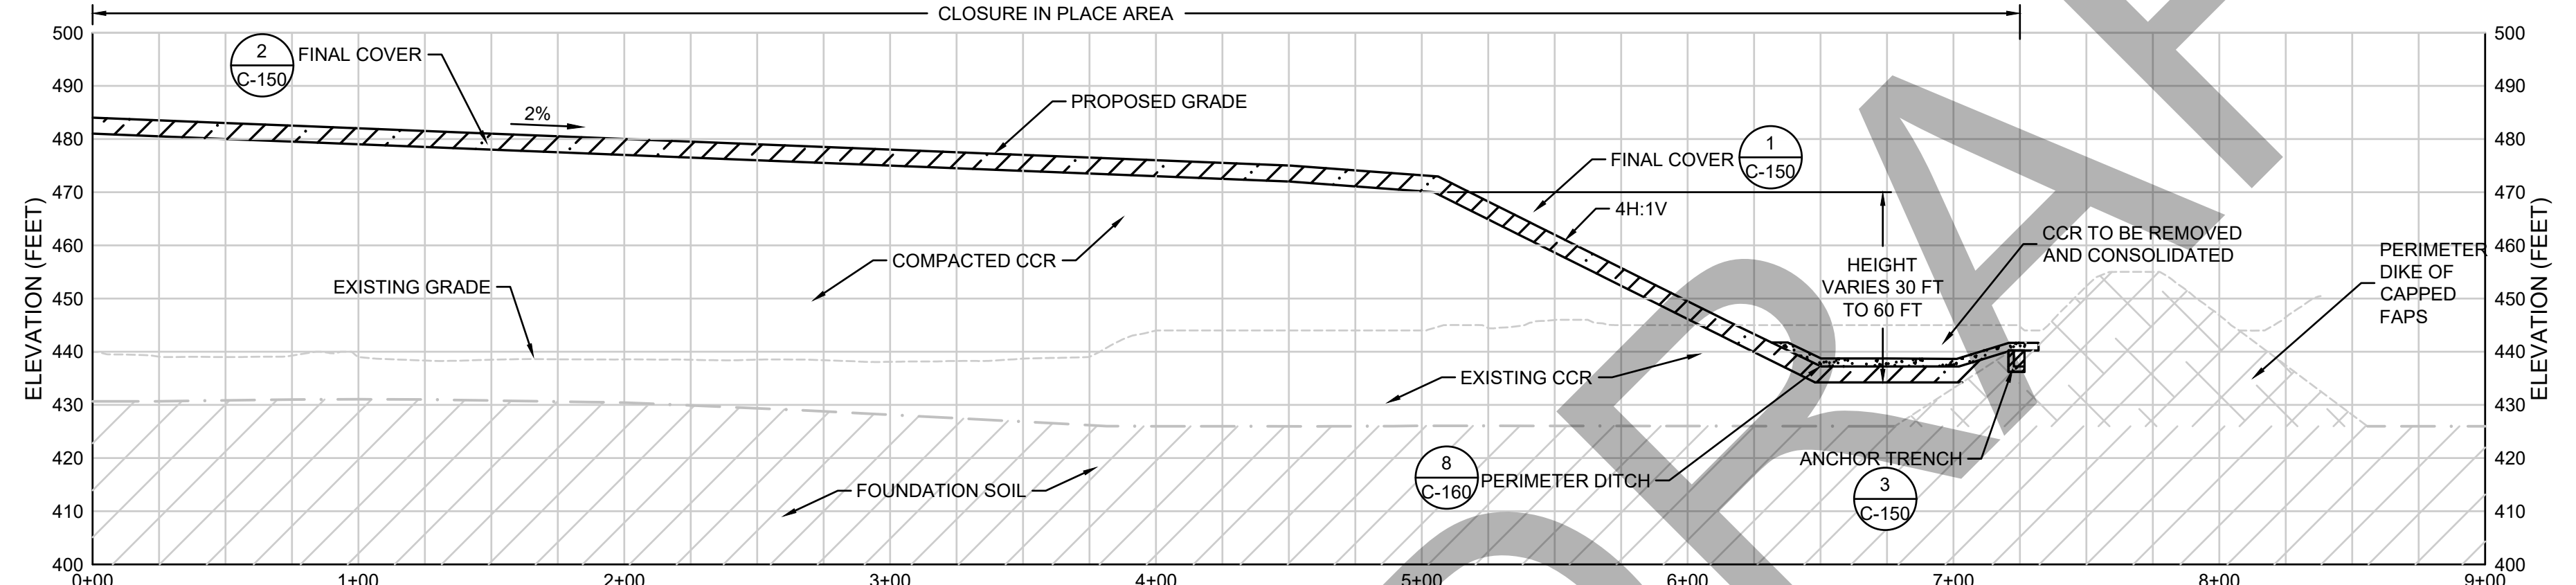 CLOSURE IN PLACE AREA
500
500
2
C-150
FINAL COVER
490
490
2%
PROPOSED GRADE
480
480
FINAL COVER
1
C-150
470
470
4H:1V
460
460
COMPACTED CCR
CCR TO BE REMOVED
AND CONSOLIDATED
PERIMETER
DIKE OF
CAPPED
FAPS
EXISTING GRADE
HEIGHT
VARIES 30 FT
TO 60 FT
450
450
ELEVATION (FEET)
ELEVATION (FEET)
440
440
EXISTING CCR
430
430
420
420
ANCHOR TRENCH
3
C-150
8
C-160
PERIMETER DITCH
FOUNDATION SOIL
410
410
400
400
0+00
1+00
2+00
3+00
4+00
5+00
6+00
7+00
8+00
9+00